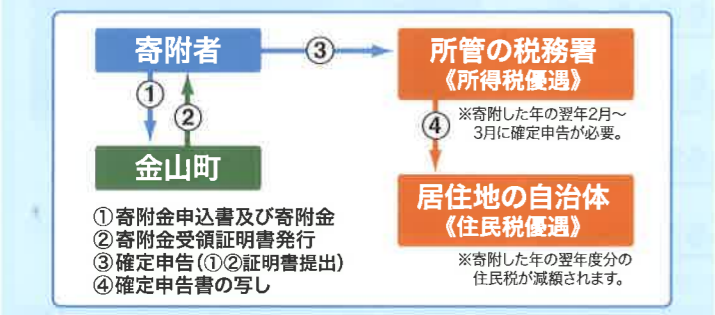 寄附者
③
所管の税務署
《所得税優遇》
①
②
④
※寄附した年の翌年2月～
3月に確定申告が必要。
金山町
居住地の自治体
《住民税優遇》
①寄附金申込書及び寄附金
②寄附金受領証明書発行
③確定申告(①②証明書提出)
④確定申告書の写し
※寄附した年の翌年度分の
住民税が減額されます。